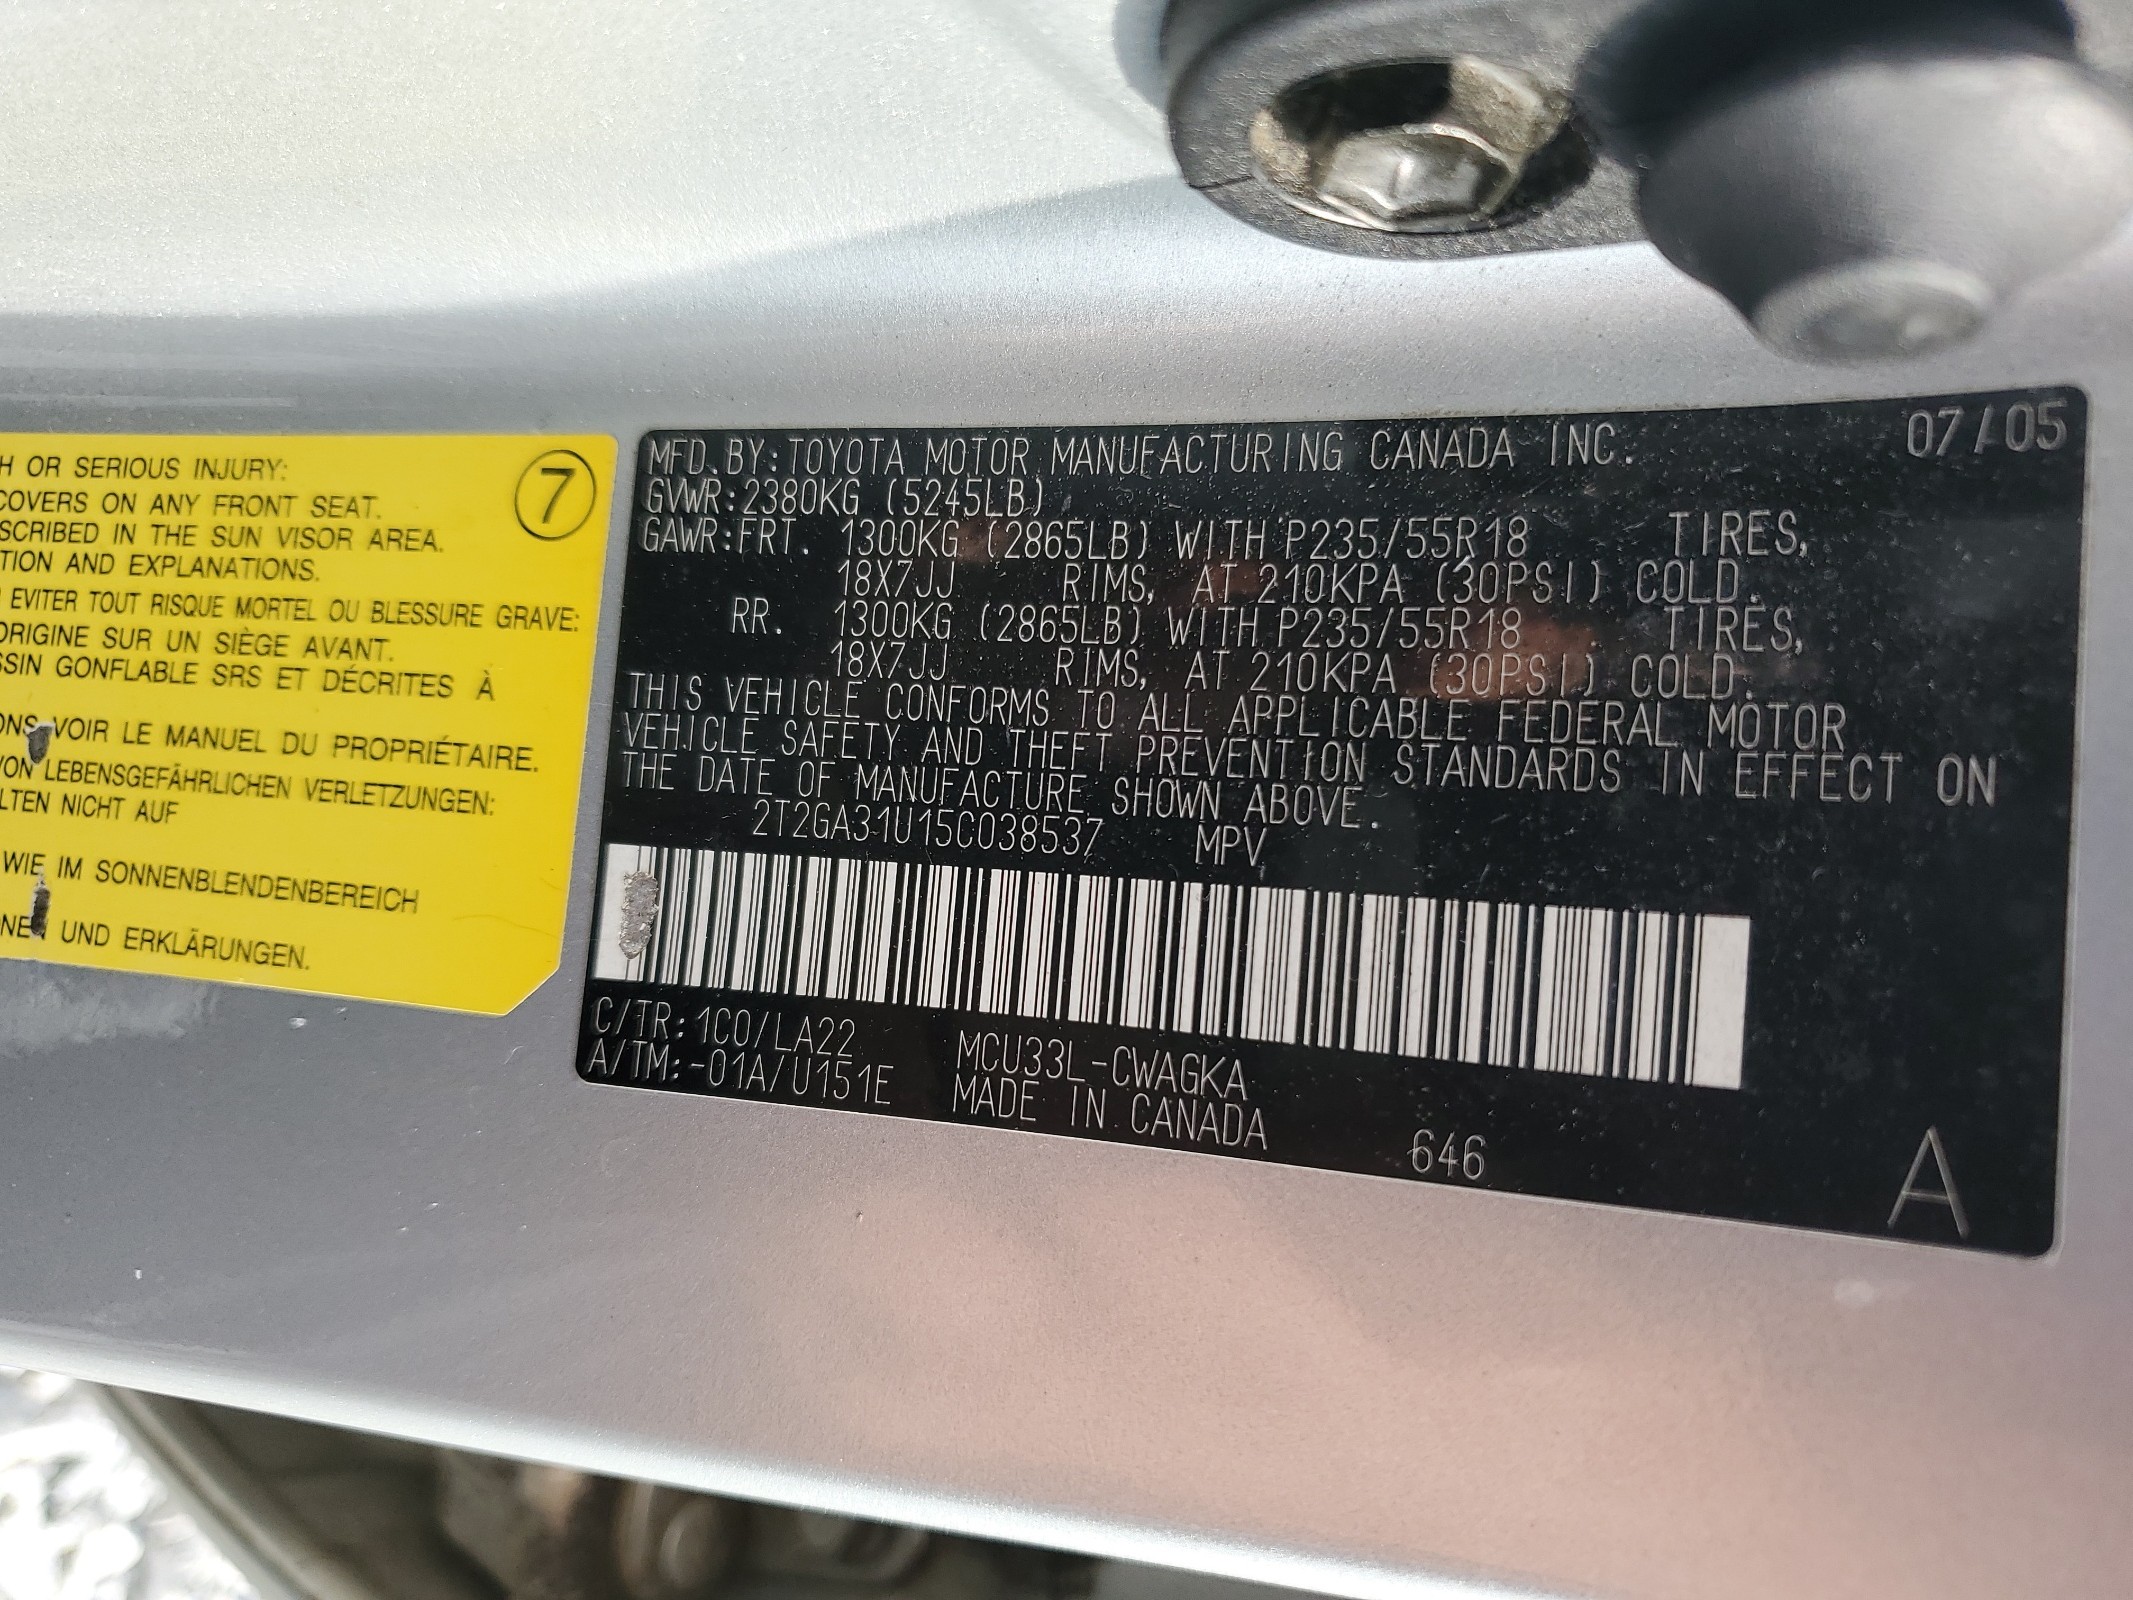 H OR SERIOUS INJURY:
7
COVERS ON ANY FRONT SEAT.
SCRIBED IN THE SUN VISOR AREA.
TION AND EXPLANATIONS.
EVITER TOUT RISQUE MORTEL OU BLESSURE GRAVE:
ORIGINE SUR UN SIÈGE AVANT.
SSIN GONFLABLE SRS ET DÉCRITES À
ONS VOIR LE MANUEL DU PROPRIÉTAIRE.
VON LEBENSGEFÄHRLICHEN VERLETZUNGEN:
LTEN NICHT AUF
WIE IM SONNENBLENDENBEREICH
ONEN UND ERKLÄRUNGEN.
MFD. BY: TOYOTA MOTOR MANUFACTURING CANADA INC. 07/05
GVWR: 2380KG (5245LB)
GAWR: FRT. 1300KG (2865LB) WITH P235/55R18 TIRES,
18X7JJ RIMS, AT 210KPA (30PSI) COLD.
RR. 1300KG (2865LB) WITH P235/55R18 TIRES,
18X7JJ RIMS, AT 210KPA (30PSI) COLD.
THIS VEHICLE CONFORMS TO ALL APPLICABLE FEDERAL MOTOR
VEHICLE SAFETY AND THEFT PREVENTION STANDARDS IN EFFECT ON
THE DATE OF MANUFACTURE SHOWN ABOVE.
2T2GA31U15C038537 MPV
C/TR: 1C0/LA22 MCU33L-CWAGKA
A/TM: -01A/U151E MADE IN CANADA
646
A